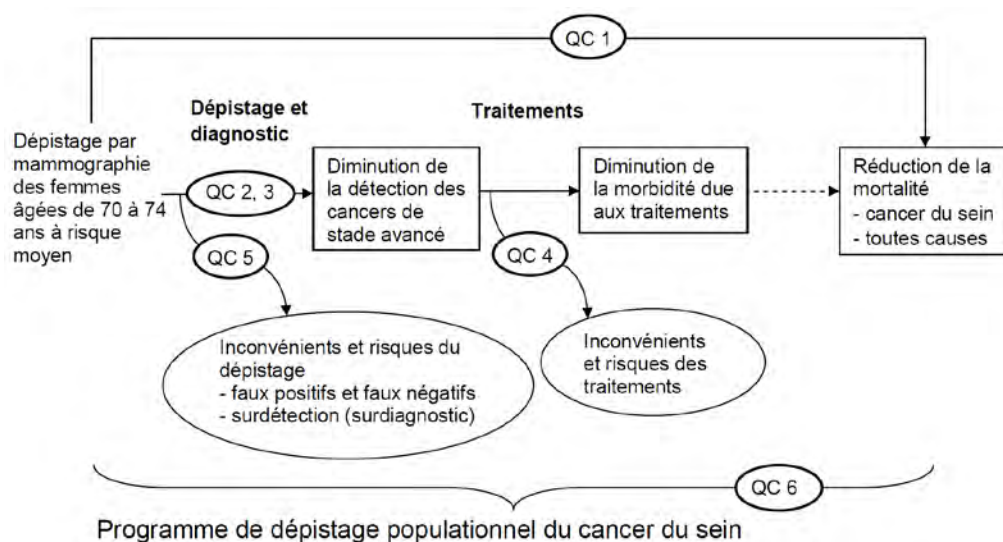 QC 1
Dépistage et
diagnostic
Traitements
Dépistage par
mammographie
des femmes
âgées de 70 à 74
ans à risque
moyen
QC 2, 3
Diminution de
la détection des
cancers de
stade avancé
Diminution de
la morbidité due
aux traitements
Réduction de la
mortalité
- cancer du sein
- toutes causes
QC 5
QC 4
Inconvénients et risques du
dépistage
- faux positifs et faux négatifs
- surdétection (surdiagnostic)
Inconvénients
et risques des
traitements
QC 6
Programme de dépistage populationnel du cancer du sein